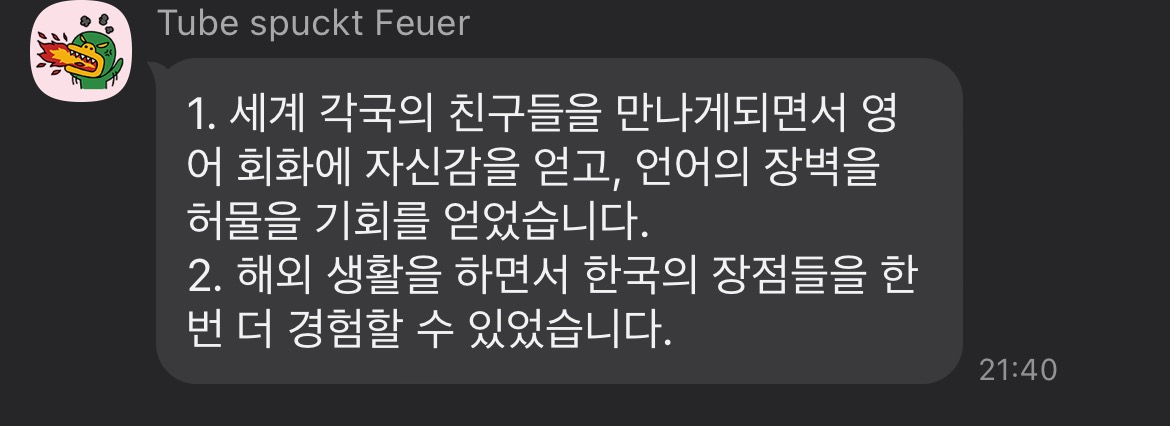 Tube spuckt Feuer
1. 세계 각국의 친구들을 만나게되면서 영
어 회화에 자신감을 얻고, 언어의 장벽을
허물을 기회를 얻었습니다.
2. 해외 생활을 하면서 한국의 장점들을 한
번 더 경험할 수 있었습니다.
21:40